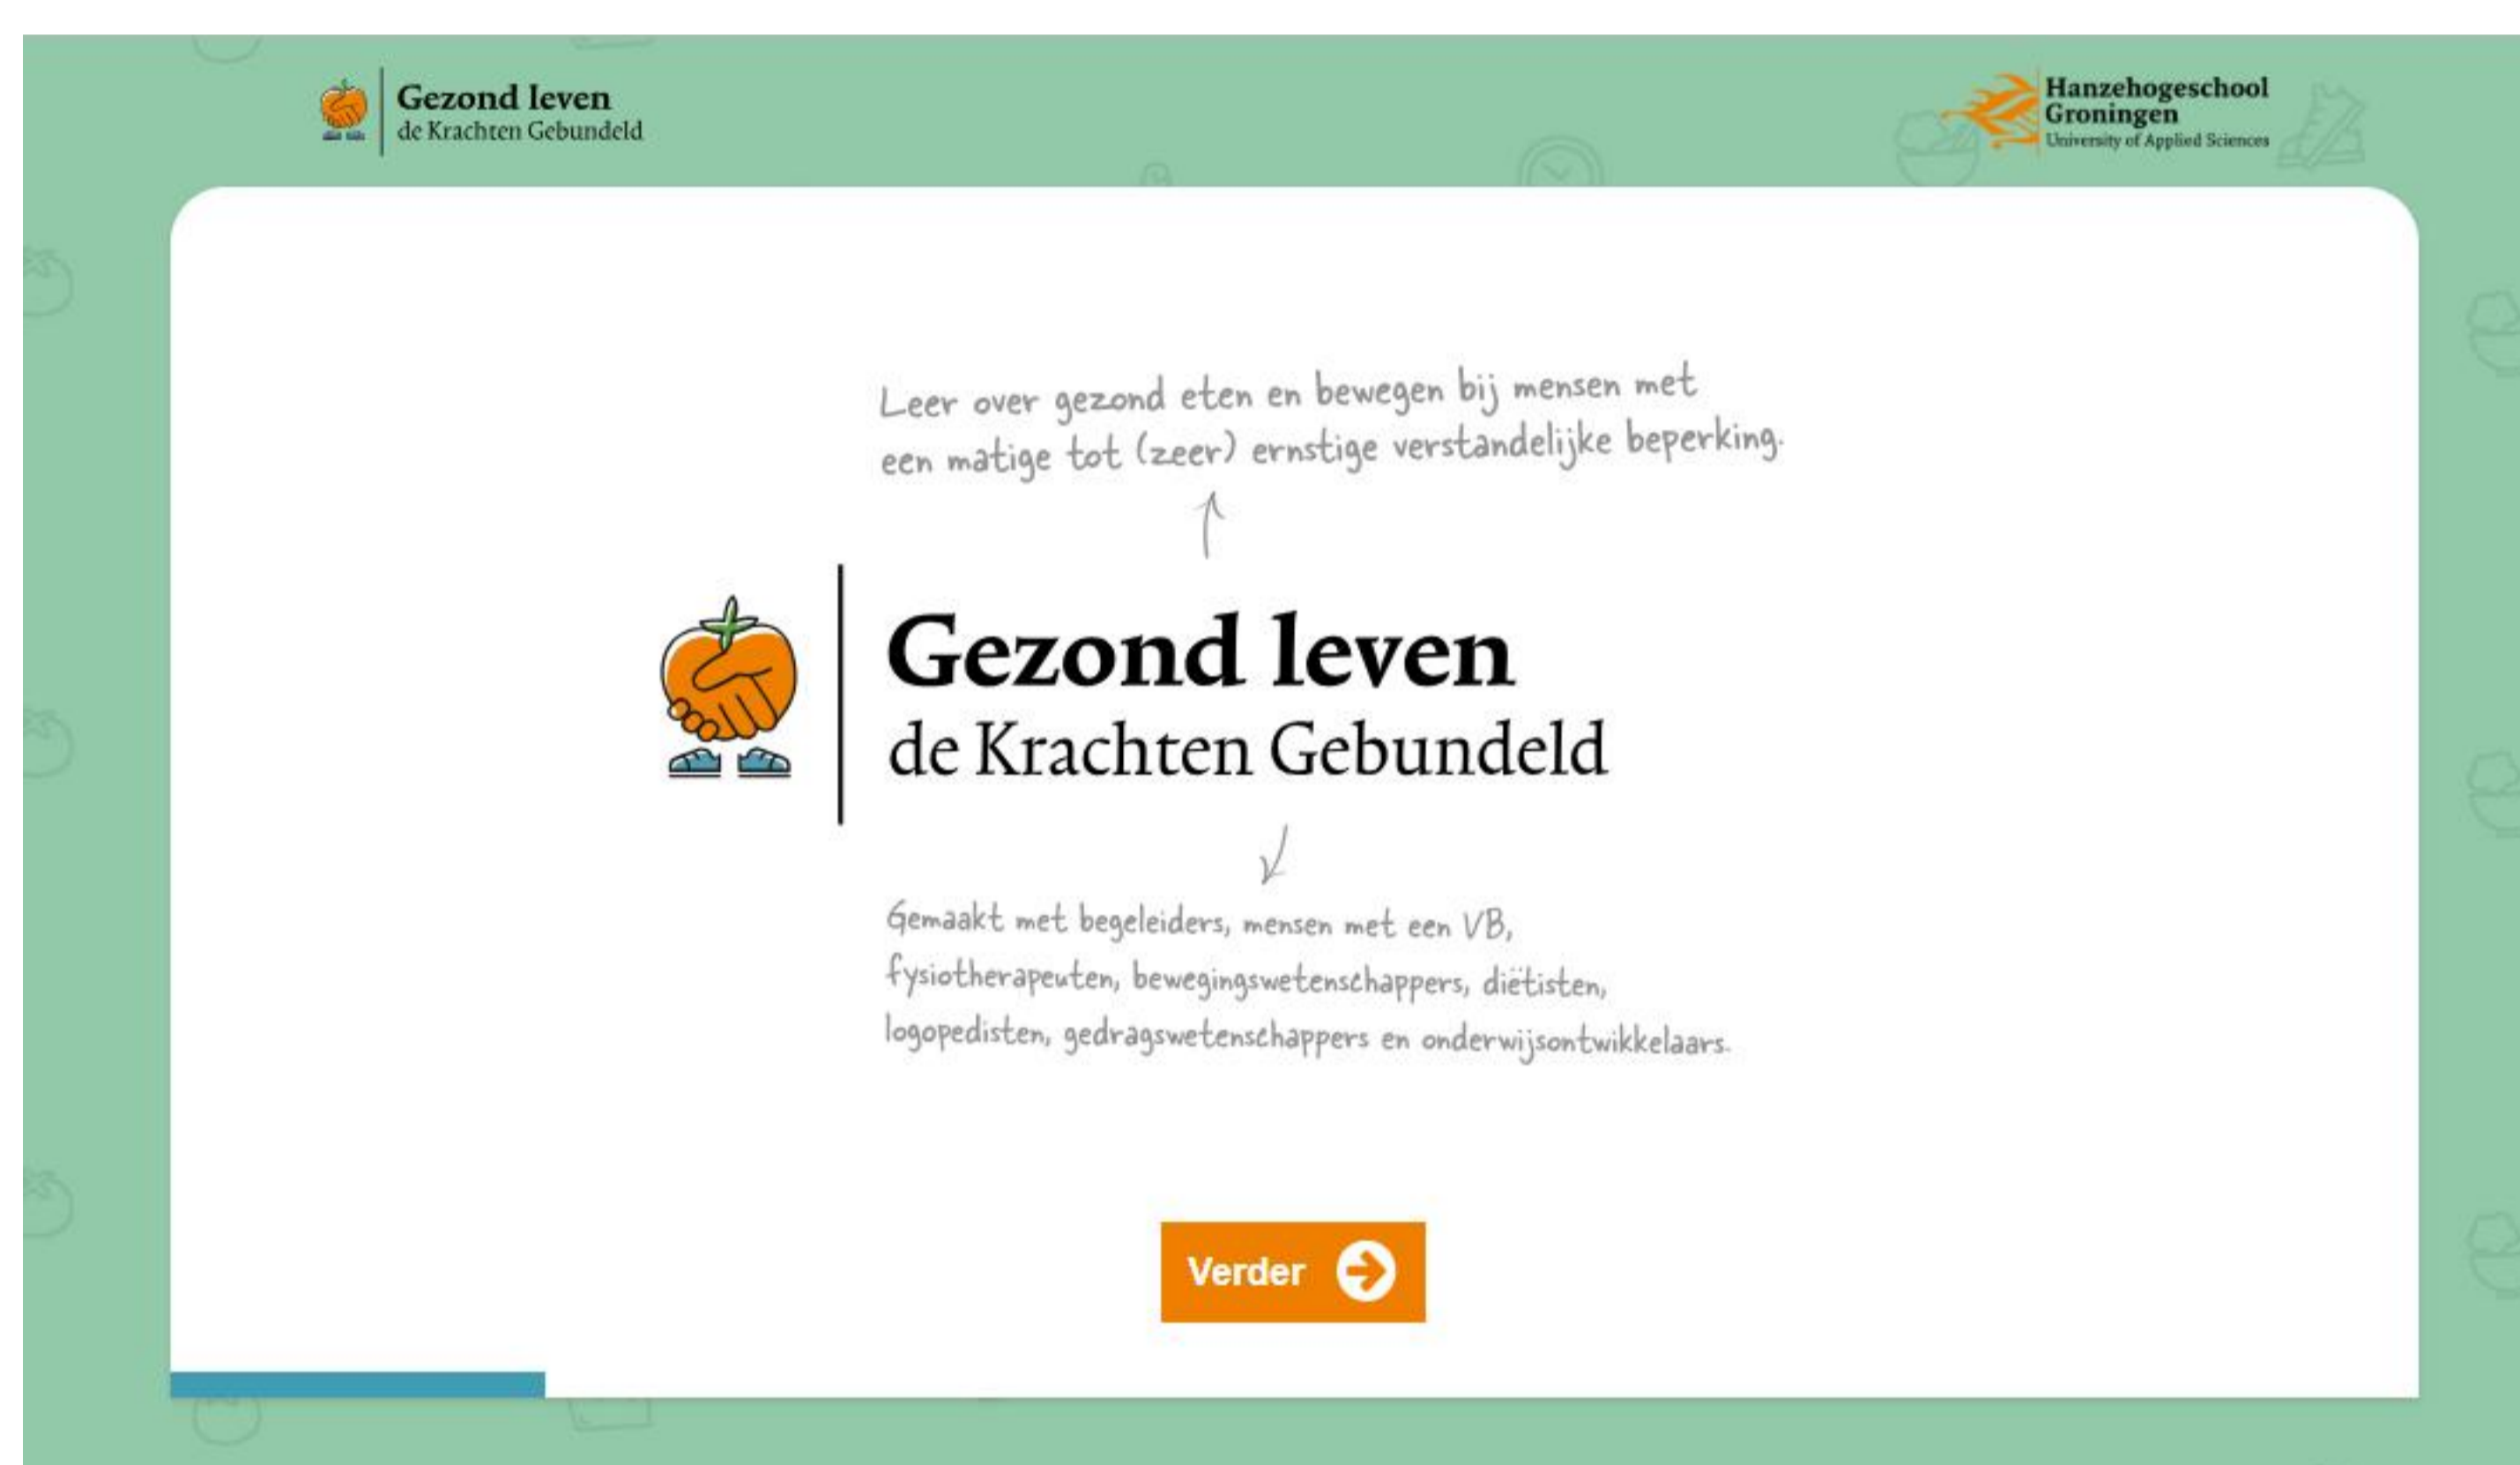 Gezond leven
de Krachten Gebundeld
Hanzehogeschool
Groningen
University of Applied Sciences
Leer over gezond eten en bewegen bij mensen met
een matige tot (zeer) ernstige verstandelijke beperking.
Gezond leven
de Krachten Gebundeld
Gemaakt met begeleiders, mensen met een VB,
fysiotherapeuten, bewegingswetenschappers, diëtisten,
logopedisten, gedragswetenschappers en onderwijsontwikkelaars.
Verder